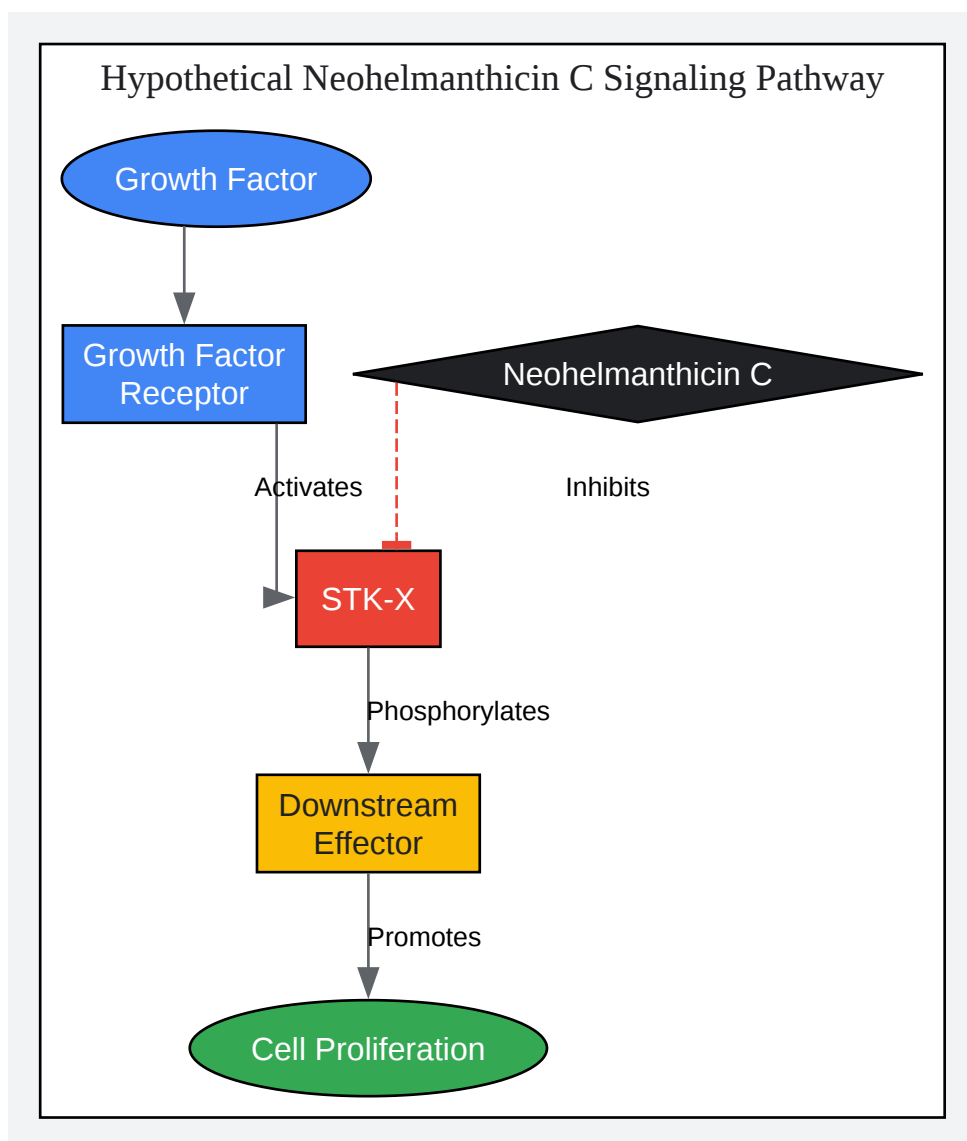 Hypothetical Neohelmanthicin C Signaling Pathway
Growth Factor
Growth Factor
Receptor
Neohelmanthicin C
Activates
Inhibits
STK-X
Phosphorylates
Downstream
Effector
Promotes
Cell Proliferation